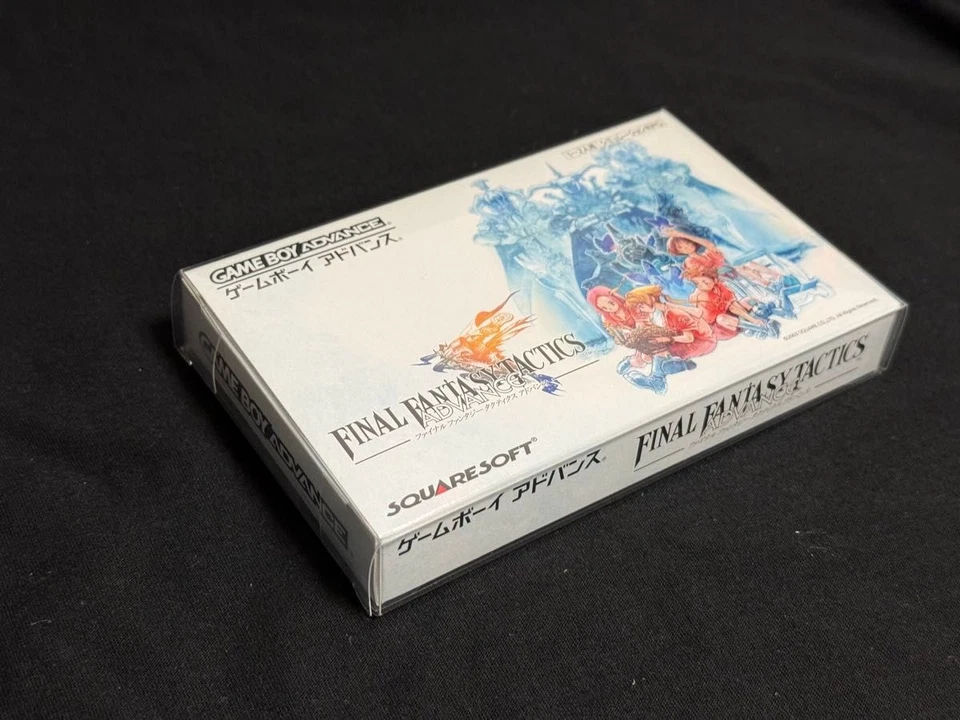 GAME BOY ADVANCE
ゲームボーイ アドバンス®
FINAL FANTASY TACTICS
ADVANCE
ファイナルファンタジー タクティクス アドバンス
SQUARESOFT®
GAME BOY ADVANCE
ゲームボーイ アドバンス®
FINAL FANTASY TACTICS
ADVANCE